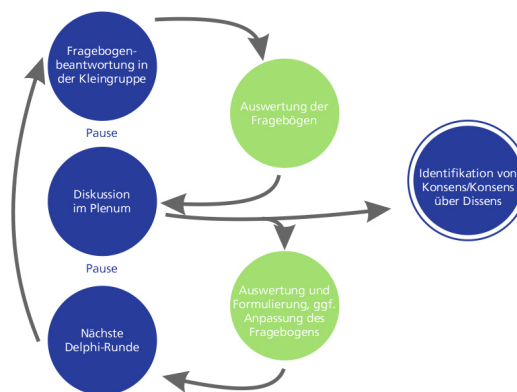 Fragebogen-
beantwortung in
der Kleingruppe
Pause
Auswertung der
Fragebögen
Diskussion
im Plenum
Identifikation von
Konsens/Konsens
über Dissens
Pause
Auswertung und
Formulierung, ggf.
Anpassung des
Fragebogens
Nächste
Delphi-Runde